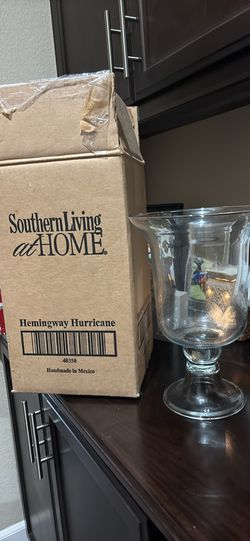 Southern Living
at HOME®
Hemingway Hurricane
40350
Handmade in Mexico